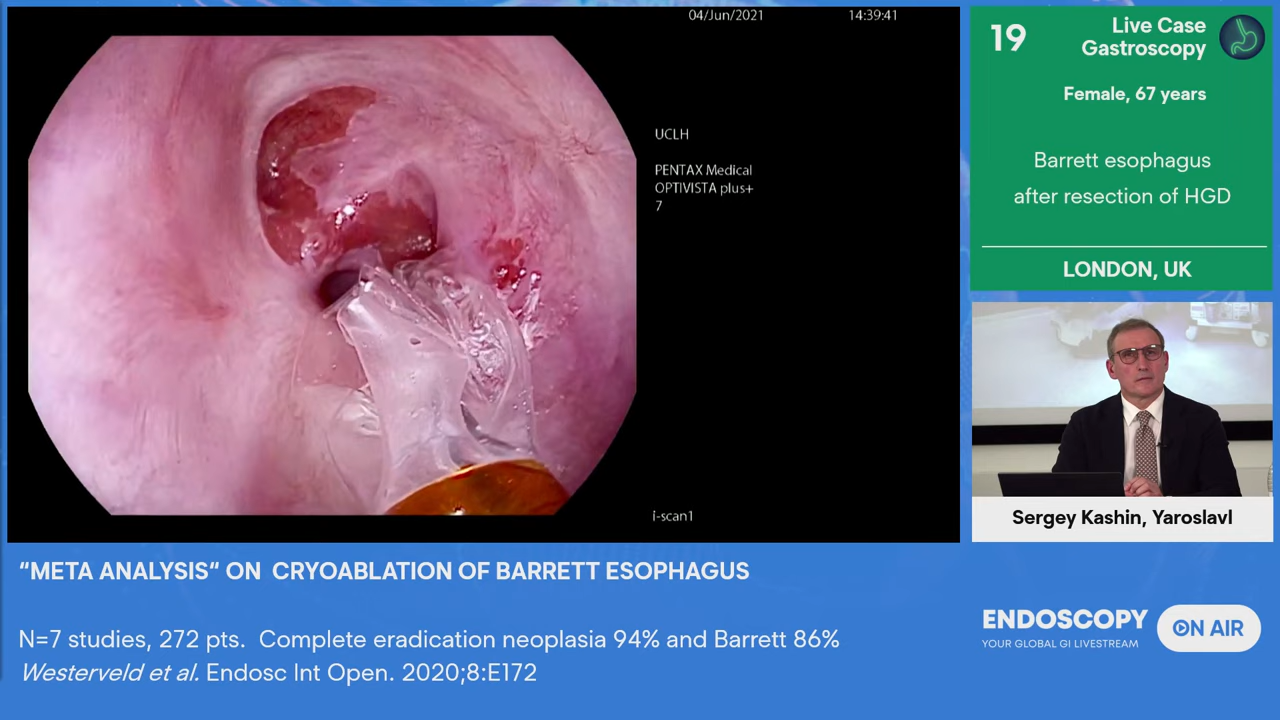 04/Jun/2021 14:39:41
UCLH
PENTAX Medical
OPTIVISTA plus+
7
i-scan1
19
Live Case
Gastroscopy
Female, 67 years
Barrett esophagus
after resection of HGD
LONDON, UK
Sergey Kashin, Yaroslavl
“META ANALYSIS“ ON CRYOABLATION OF BARRETT ESOPHAGUS
N=7 studies, 272 pts. Complete eradication neoplasia 94% and Barrett 86%
Westerveld et al. Endosc Int Open. 2020;8:E172
ENDOSCOPY
YOUR GLOBAL GI LIVESTREAM
ON AIR